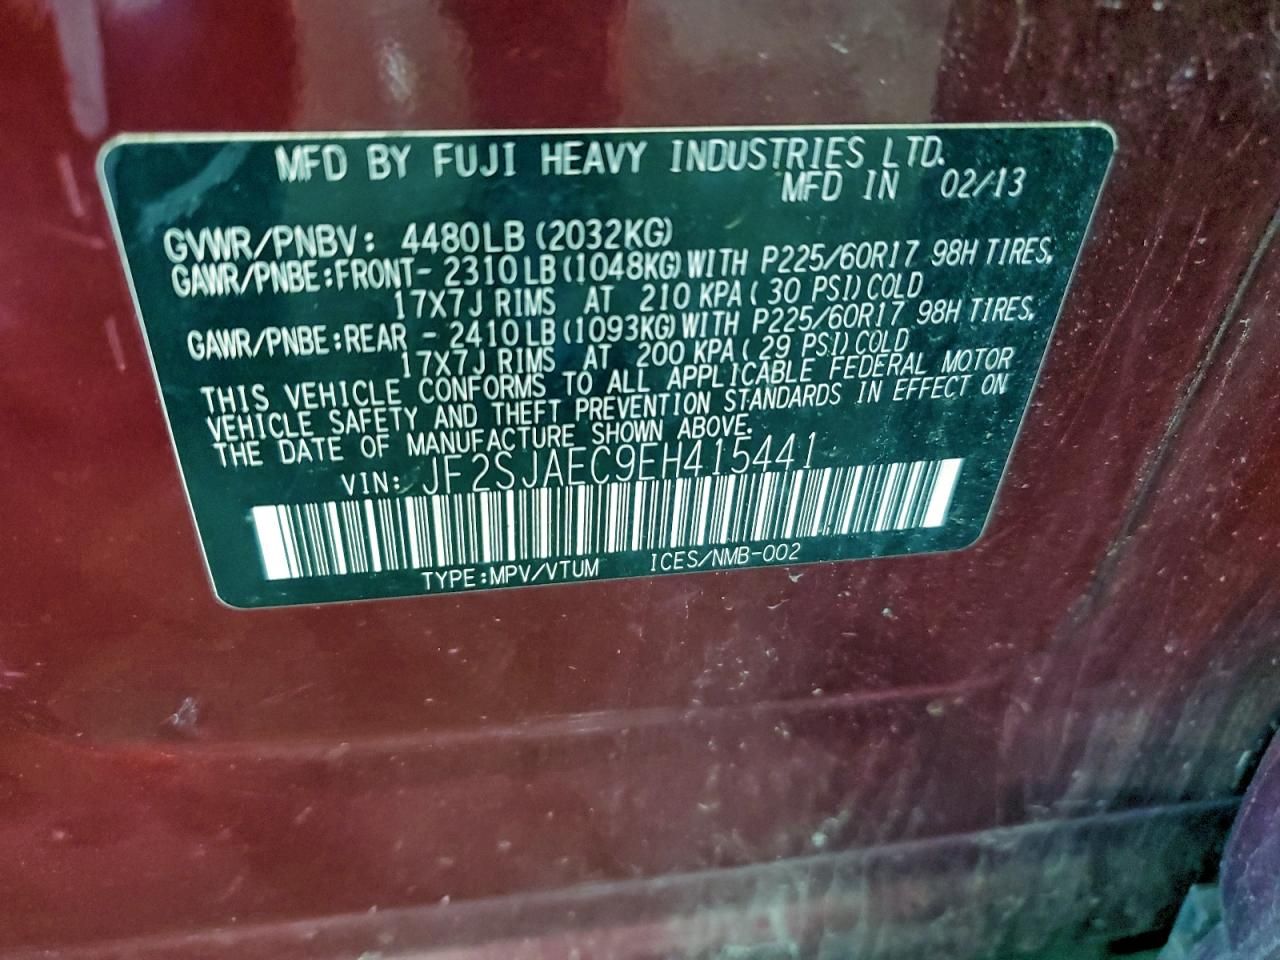 MFD BY FUJI HEAVY INDUSTRIES LTD.
MFD IN 02/13
GVWR/PNBV: 4480LB (2032KG)
GAWR/PNBE:FRONT- 2310LB(1048KG)WITH P225/60R17 98H TIRES,
17X7J RIMS AT 210 KPA(30 PSI)COLD
GAWR/PNBE:REAR - 2410LB(1093KG)WITH P225/60R17 98H TIRES,
17X7J RIMS AT 200 KPA(29 PSI)COLD
THIS VEHICLE CONFORMS TO ALL APPLICABLE FEDERAL MOTOR
VEHICLE SAFETY AND THEFT PREVENTION STANDARDS IN EFFECT ON
THE DATE OF MANUFACTURE SHOWN ABOVE.
VIN: JF2SJAEC9EH415441
TYPE:MPV/VTUM ICES/NMB-002